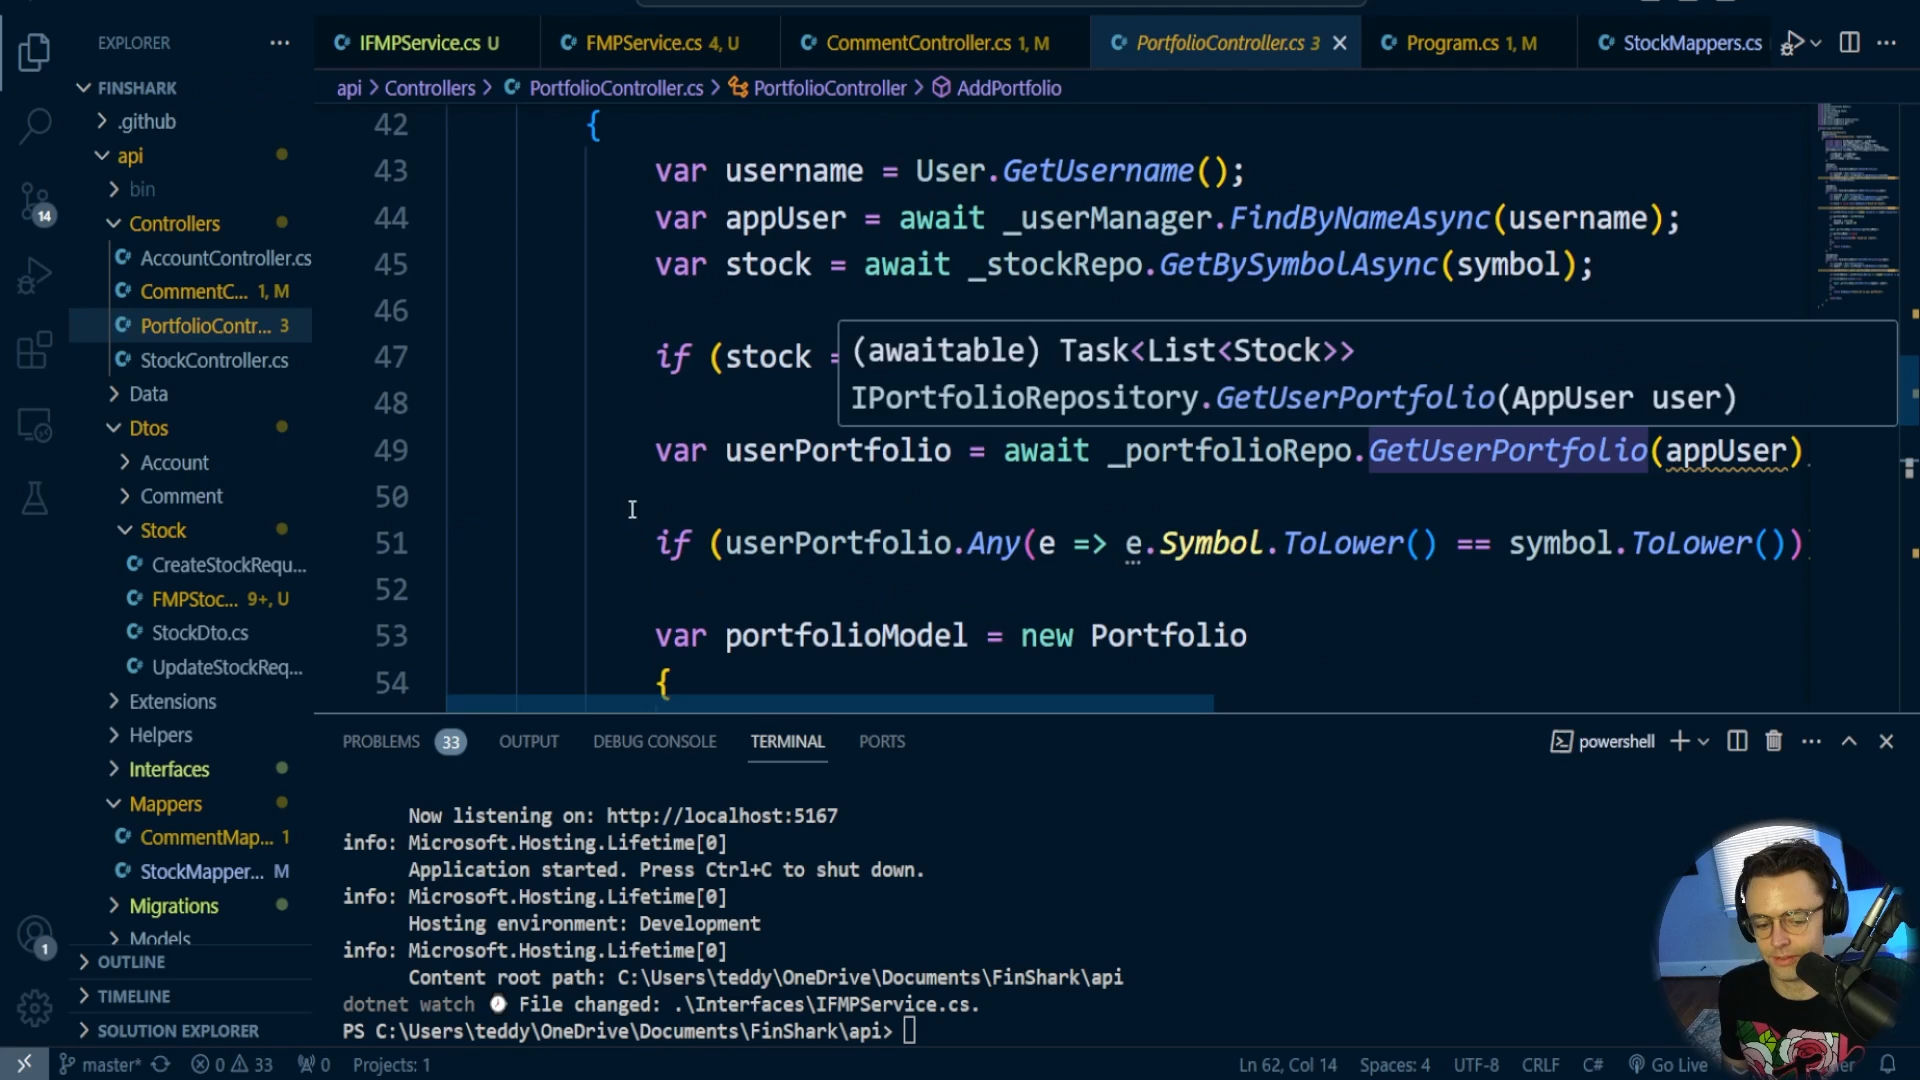 EXPLORER
FINSHARK
.github
api
bin
Controllers
AccountController.cs
CommentC... 1, M
PortfolioContr... 3
StockController.cs
Data
Dtos
Account
Comment
Stock
CreateStockRequ...
FMPStoc... 9+, U
StockDto.cs
UpdateStockReq...
Extensions
Helpers
Interfaces
Mappers
CommentMap... 1
StockMapper... M
Migrations
Models
OUTLINE
TIMELINE
SOLUTION EXPLORER
14
1
IFMPService.cs U
FMPService.cs 4, U
CommentController.cs 1, M
PortfolioController.cs 3
Program.cs 1, M
StockMappers.cs
api > Controllers > PortfolioController.cs > PortfolioController > AddPortfolio
42 {
43 var username = User.GetUsername();
44 var appUser = await _userManager.FindByNameAsync(username);
45 var stock = await _stockRepo.GetBySymbolAsync(symbol);
46
47 if (stock =
(awaitable) Task<List<Stock>>
IPortfolioRepository.GetUserPortfolio(AppUser user)
48
49 var userPortfolio = await _portfolioRepo.GetUserPortfolio(appUser)
50
51 if (userPortfolio.Any(e => e.Symbol.ToLower() == symbol.ToLower())
52
53 var portfolioModel = new Portfolio
54 {
PROBLEMS 33 OUTPUT DEBUG CONSOLE TERMINAL PORTS
powershell
Now listening on: http://localhost:5167
info: Microsoft.Hosting.Lifetime[0]
Application started. Press Ctrl+C to shut down.
info: Microsoft.Hosting.Lifetime[0]
Hosting environment: Development
info: Microsoft.Hosting.Lifetime[0]
Content root path: C:\Users\teddy\OneDrive\Documents\FinShark\api
dotnet watch ⌚ File changed: .\Interfaces\IFMPService.cs.
PS C:\Users\teddy\OneDrive\Documents\FinShark\api>
master* 0 33 0 Projects: 1 Ln 62, Col 14 Spaces: 4 UTF-8 CRLF C# Go Live